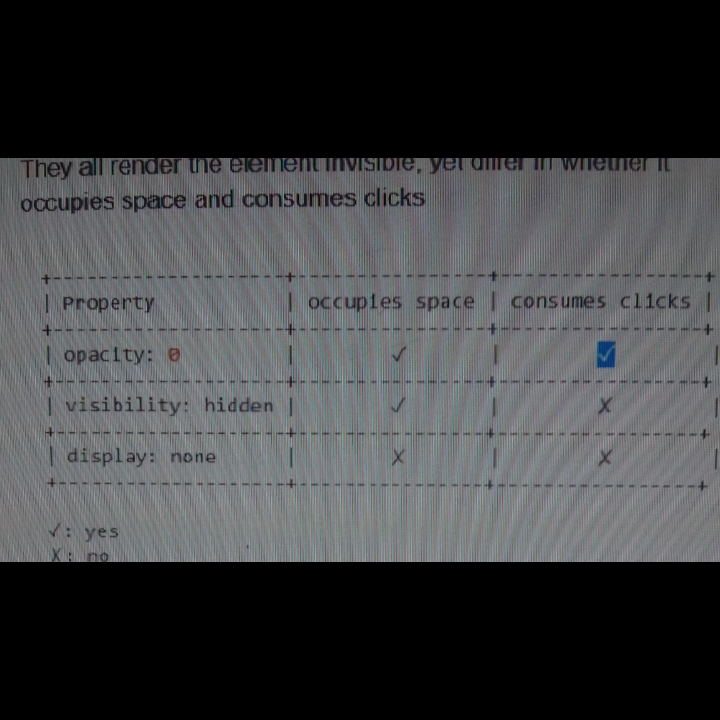 They all render the element invisible, yet differ in whether it
occupies space and consumes clicks
+-----------------------+-------------------+-------------------+
| Property | occupies space | consumes clicks |
+-----------------------+-------------------+-------------------+
| opacity: 0 | ✓ | ✓ |
+-----------------------+-------------------+-------------------+
| visibility: hidden | ✓ | X |
+-----------------------+-------------------+-------------------+
| display: none | X | X |
+-----------------------+-------------------+-------------------+
✓: yes
X: no